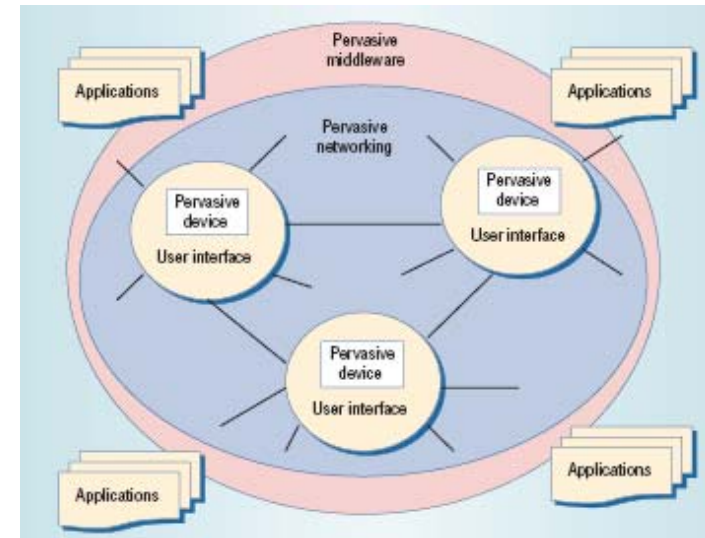 Pervasive
middleware
Applications
Applications
Pervasive
networking
Pervasive
device
User interface
Pervasive
device
User interface
Pervasive
device
User interface
Applications
Applications